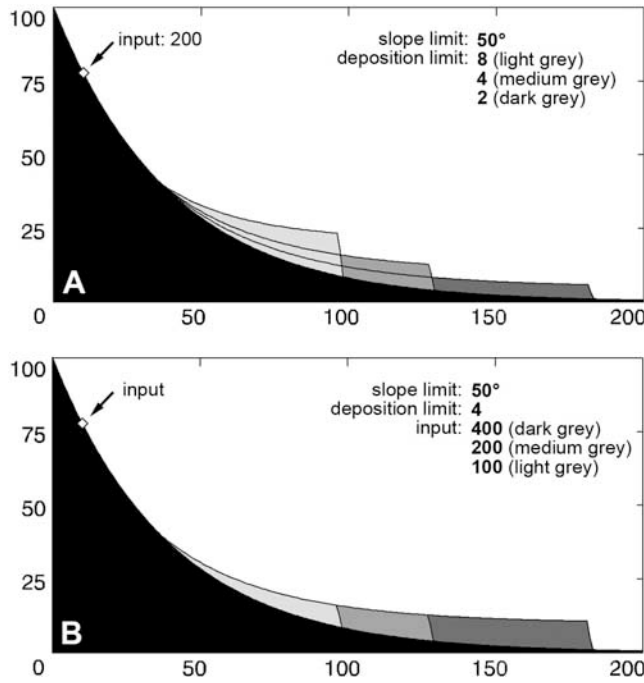 100
75
50
25
0
input: 200
slope limit: 50°
deposition limit: 8 (light grey)
4 (medium grey)
2 (dark grey)
A
50
100
150
200
100
75
50
25
0
input
slope limit: 50°
deposition limit: 4
input: 400 (dark grey)
200 (medium grey)
100 (light grey)
B
50
100
150
200